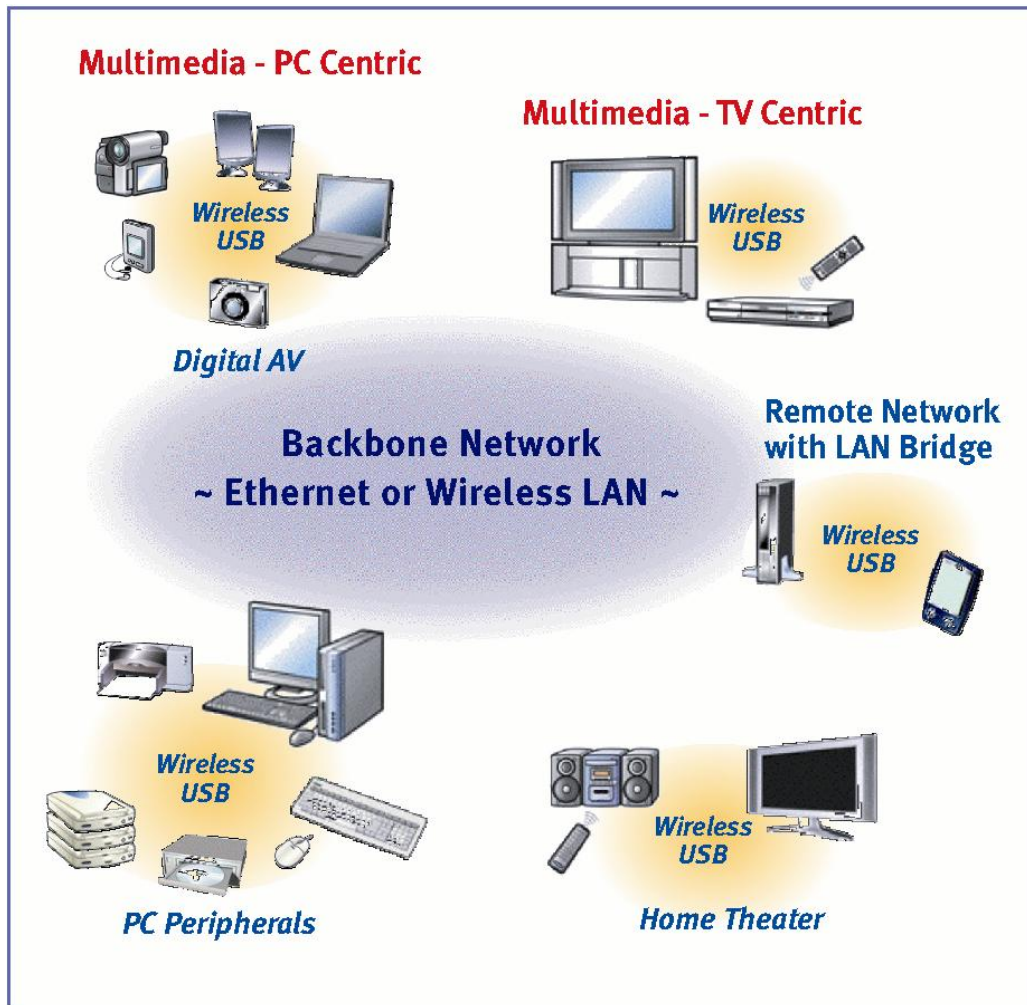 Multimedia - PC Centric
Multimedia - TV Centric
Wireless
USB
Wireless
USB
Digital AV
Backbone Network
~ Ethernet or Wireless LAN ~
Remote Network
with LAN Bridge
Wireless
USB
Wireless
USB
PC Peripherals
Wireless
USB
Home Theater